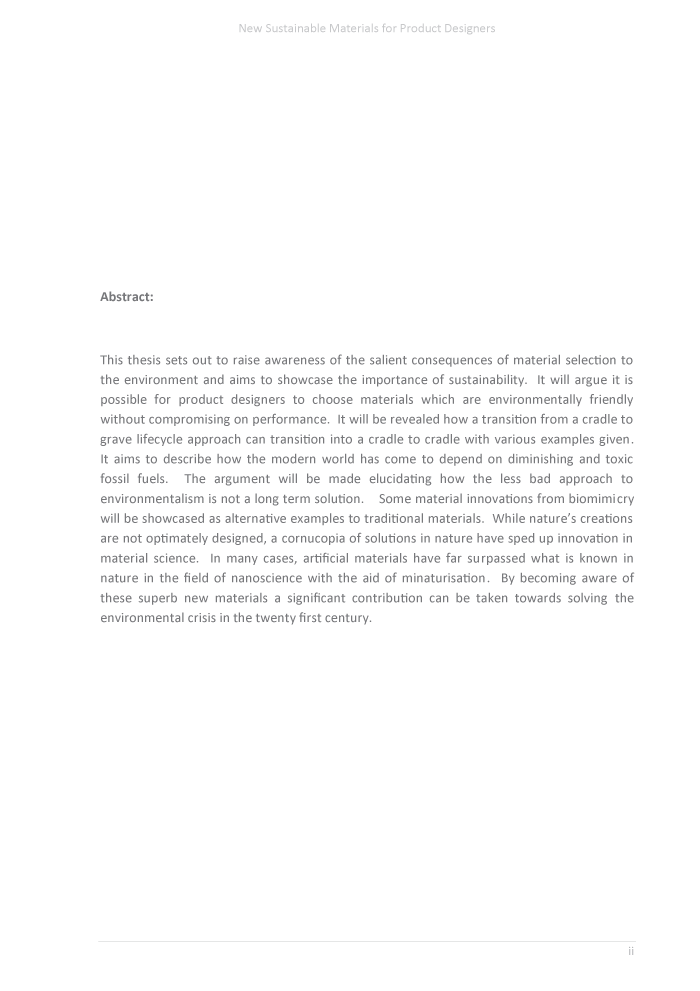 New Sustainable Materials for Product Designers
Abstract:
This thesis sets out to raise awareness of the salient consequences of material selection to
the environment and aims to showcase the importance of sustainability.  It will argue it is
possible for product designers to choose materials which are environmentally friendly
without compromising on performance.  It will be revealed how a transition from a cradle to
grave lifecycle approach can transition into a cradle to cradle with various examples given.
It aims to describe how the modern world has come to depend on diminishing and toxic
fossil fuels.  The argument will be made elucidating how the less bad approach to
environmentalism is not a long term solution.   Some material innovations from biomimicry
will be showcased as alternative examples to traditional materials.  While nature’s creations
are not optimately designed, a cornucopia of solutions in nature have sped up innovation in
material science.  In many cases, artificial materials have far surpassed what is known in
nature in the field of nanoscience with the aid of minaturisation.  By becoming aware of
these superb new materials a significant contribution can be taken towards solving the
environmental crisis in the twenty first century.
ii